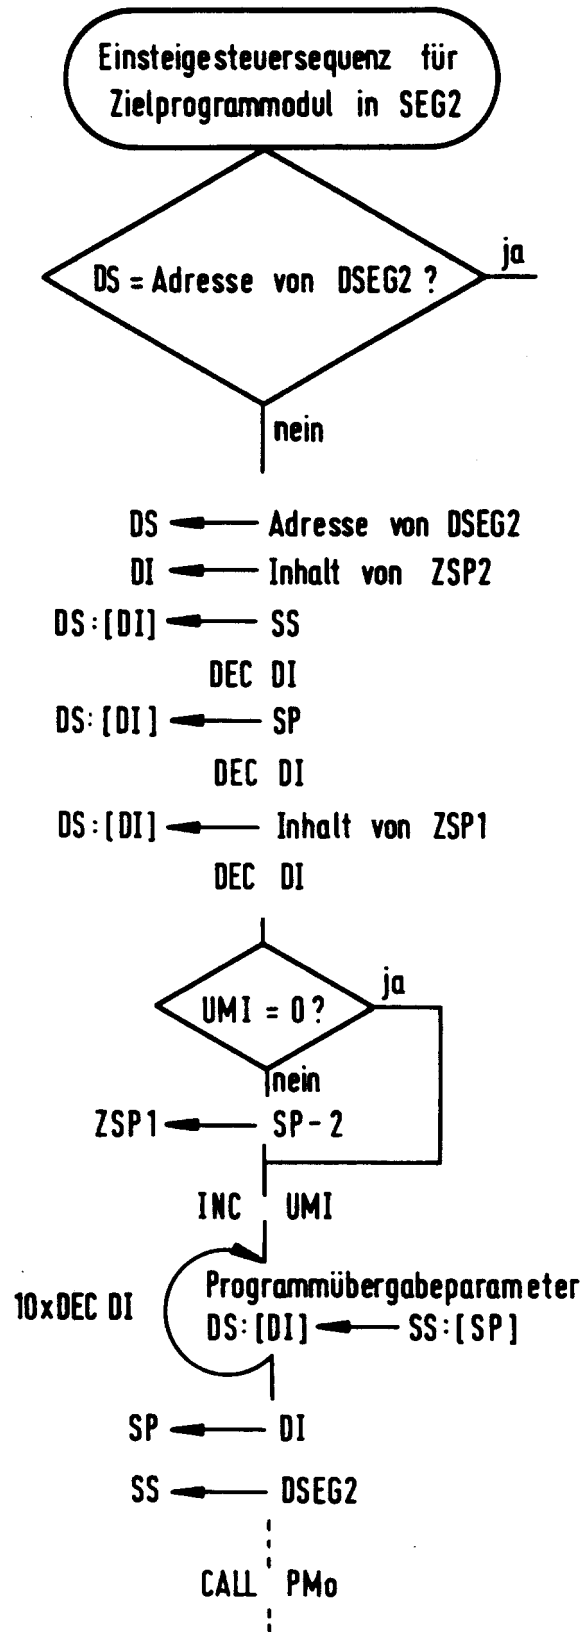 Einsteigesteuersequenz für
Zielprogrammodul in SEG2
DS = Adresse von DSEG2 ?
ja
nein
DS ← Adresse von DSEG2
DI ← Inhalt von ZSP2
DS:[DI] ← SS
DEC DI
DS:[DI] ← SP
DEC DI
DS:[DI] ← Inhalt von ZSP1
DEC DI
UMI = 0?
ja
nein
ZSP1 ← SP-2
INC UMI
10xDEC DI
Programmübergabeparameter
DS:[DI] ← SS:[SP]
SP ← DI
SS ← DSEG2
CALL PMo